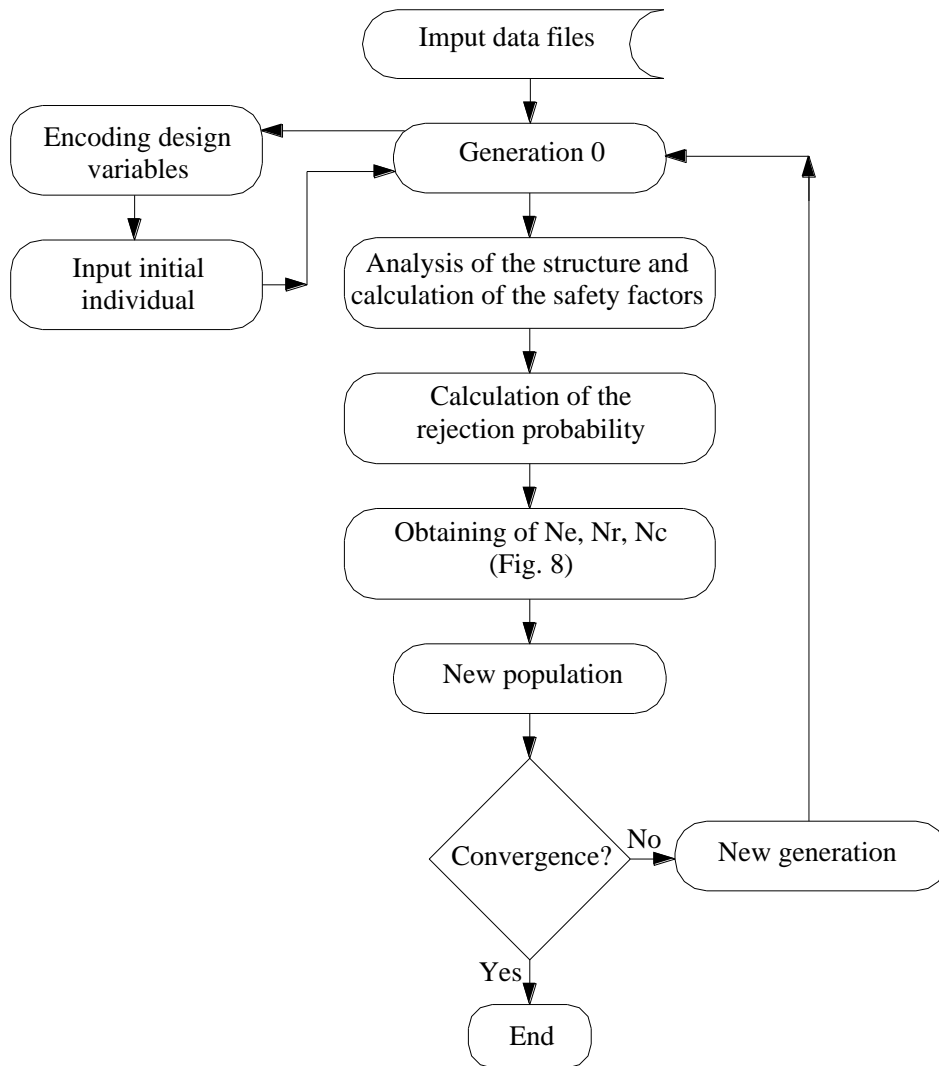 Imput data files
Encoding design
variables
Generation 0
Input initial
individual
Analysis of the structure and
calculation of the safety factors
Calculation of the
rejection probability
Obtaining of Ne, Nr, Nc
(Fig. 8)
New population
Convergence?
No
New generation
Yes
End